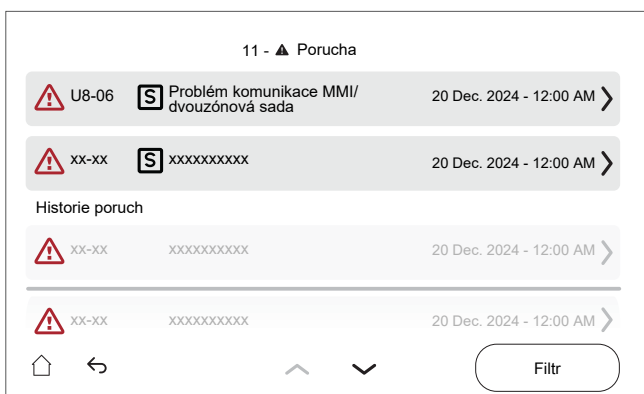 11 - Porucha
U8-06 S Problém komunikace MMI/ 20 Dec. 2024 - 12:00 AM
dvouzónová sada
xx-xx S xxxxxxxxxx 20 Dec. 2024 - 12:00 AM
Historie poruch
xx-xx xxxxxxxxxx 20 Dec. 2024 - 12:00 AM
xx-xx xxxxxxxxxx 20 Dec. 2024 - 12:00 AM
Filtr